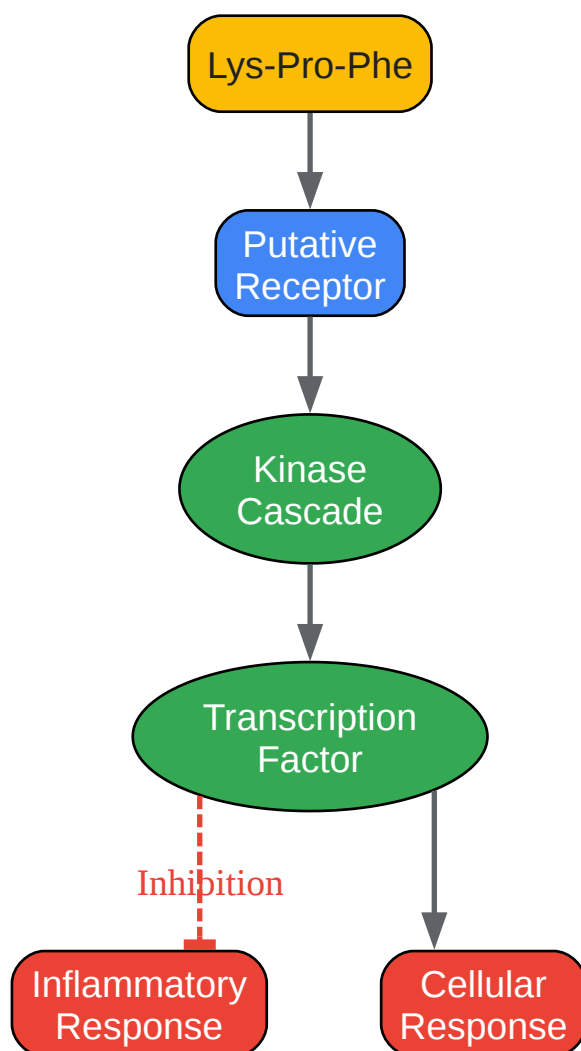 Lys-Pro-Phe
Putative
Receptor
Kinase
Cascade
Transcription
Factor
Inhibition
Inflammatory
Response
Cellular
Response